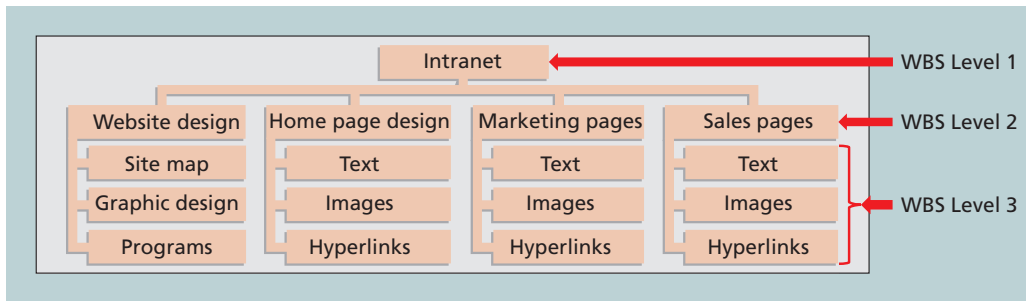 Intranet WBS Level 1
Website design Home page design Marketing pages Sales pages WBS Level 2
Site map Text Text Text
Graphic design Images Images Images WBS Level 3
Programs Hyperlinks Hyperlinks Hyperlinks